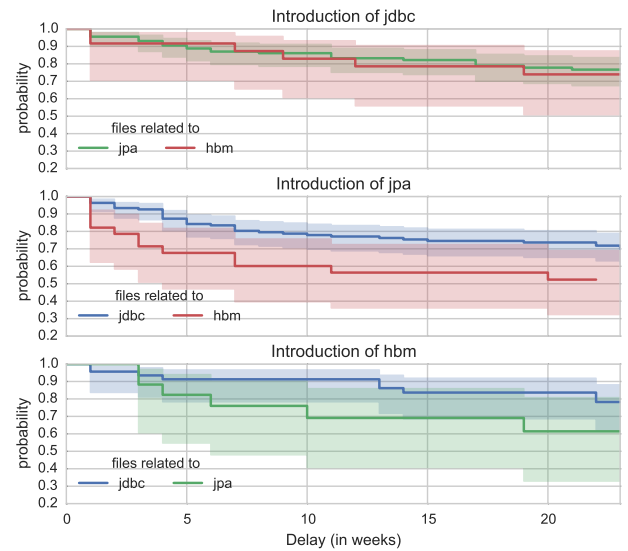 Introduction of jdbc
1.0
0.9
0.8
0.7
0.6
0.5
0.4
0.3
0.2
probability
files related to
jpa hbm
Introduction of jpa
1.0
0.9
0.8
0.7
0.6
0.5
0.4
0.3
0.2
probability
files related to
jdbc hbm
Introduction of hbm
1.0
0.9
0.8
0.7
0.6
0.5
0.4
0.3
0.2
probability
files related to
jdbc jpa
0 5 10 15 20
Delay (in weeks)